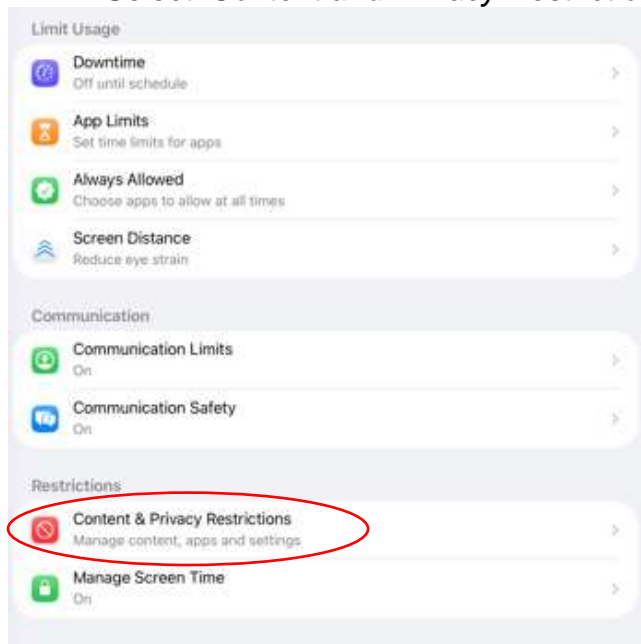 Limit Usage
Downtime
Off until schedule
App Limits
Set time limits for apps
Always Allowed
Choose apps to allow at all times
Screen Distance
Reduce eye strain
Communication
Communication Limits
On
Communication Safety
On
Restrictions
Content & Privacy Restrictions
Manage content, apps and settings
Manage Screen Time
On